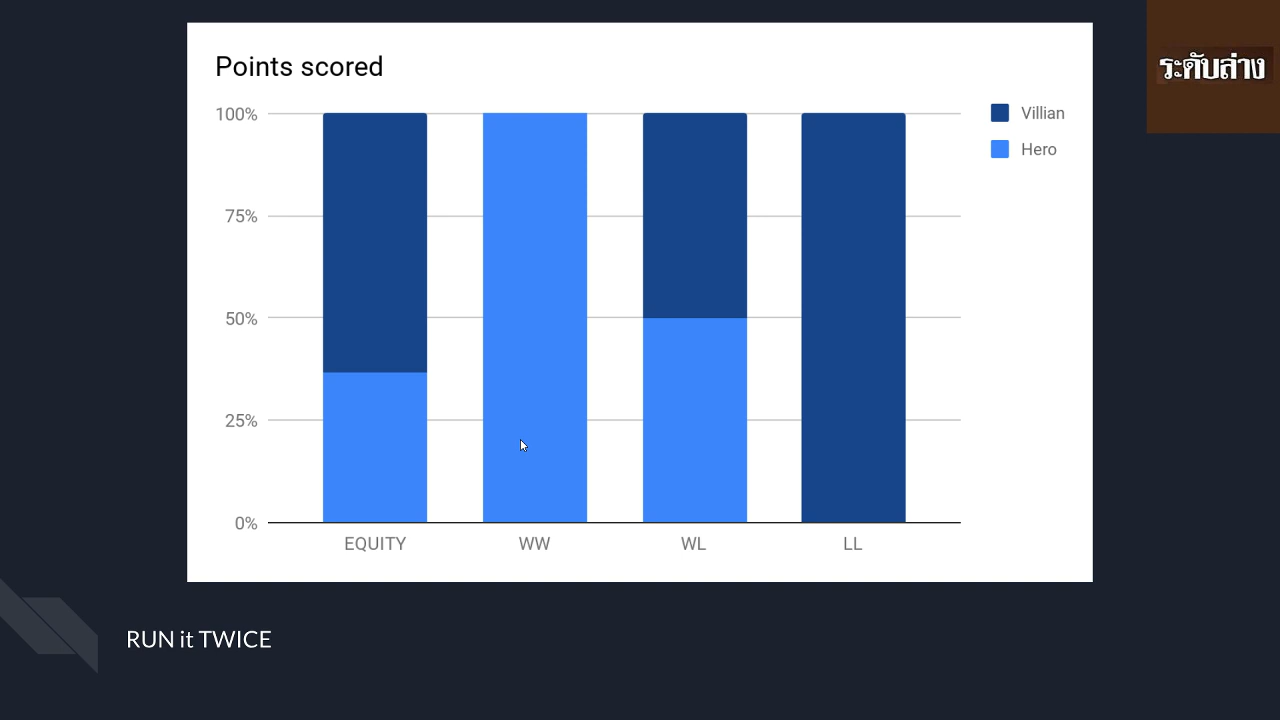 Points scored
ระดับล่าง
100%
75%
50%
25%
0%
Villian
Hero
EQUITY
WW
WL
LL
RUN it TWICE